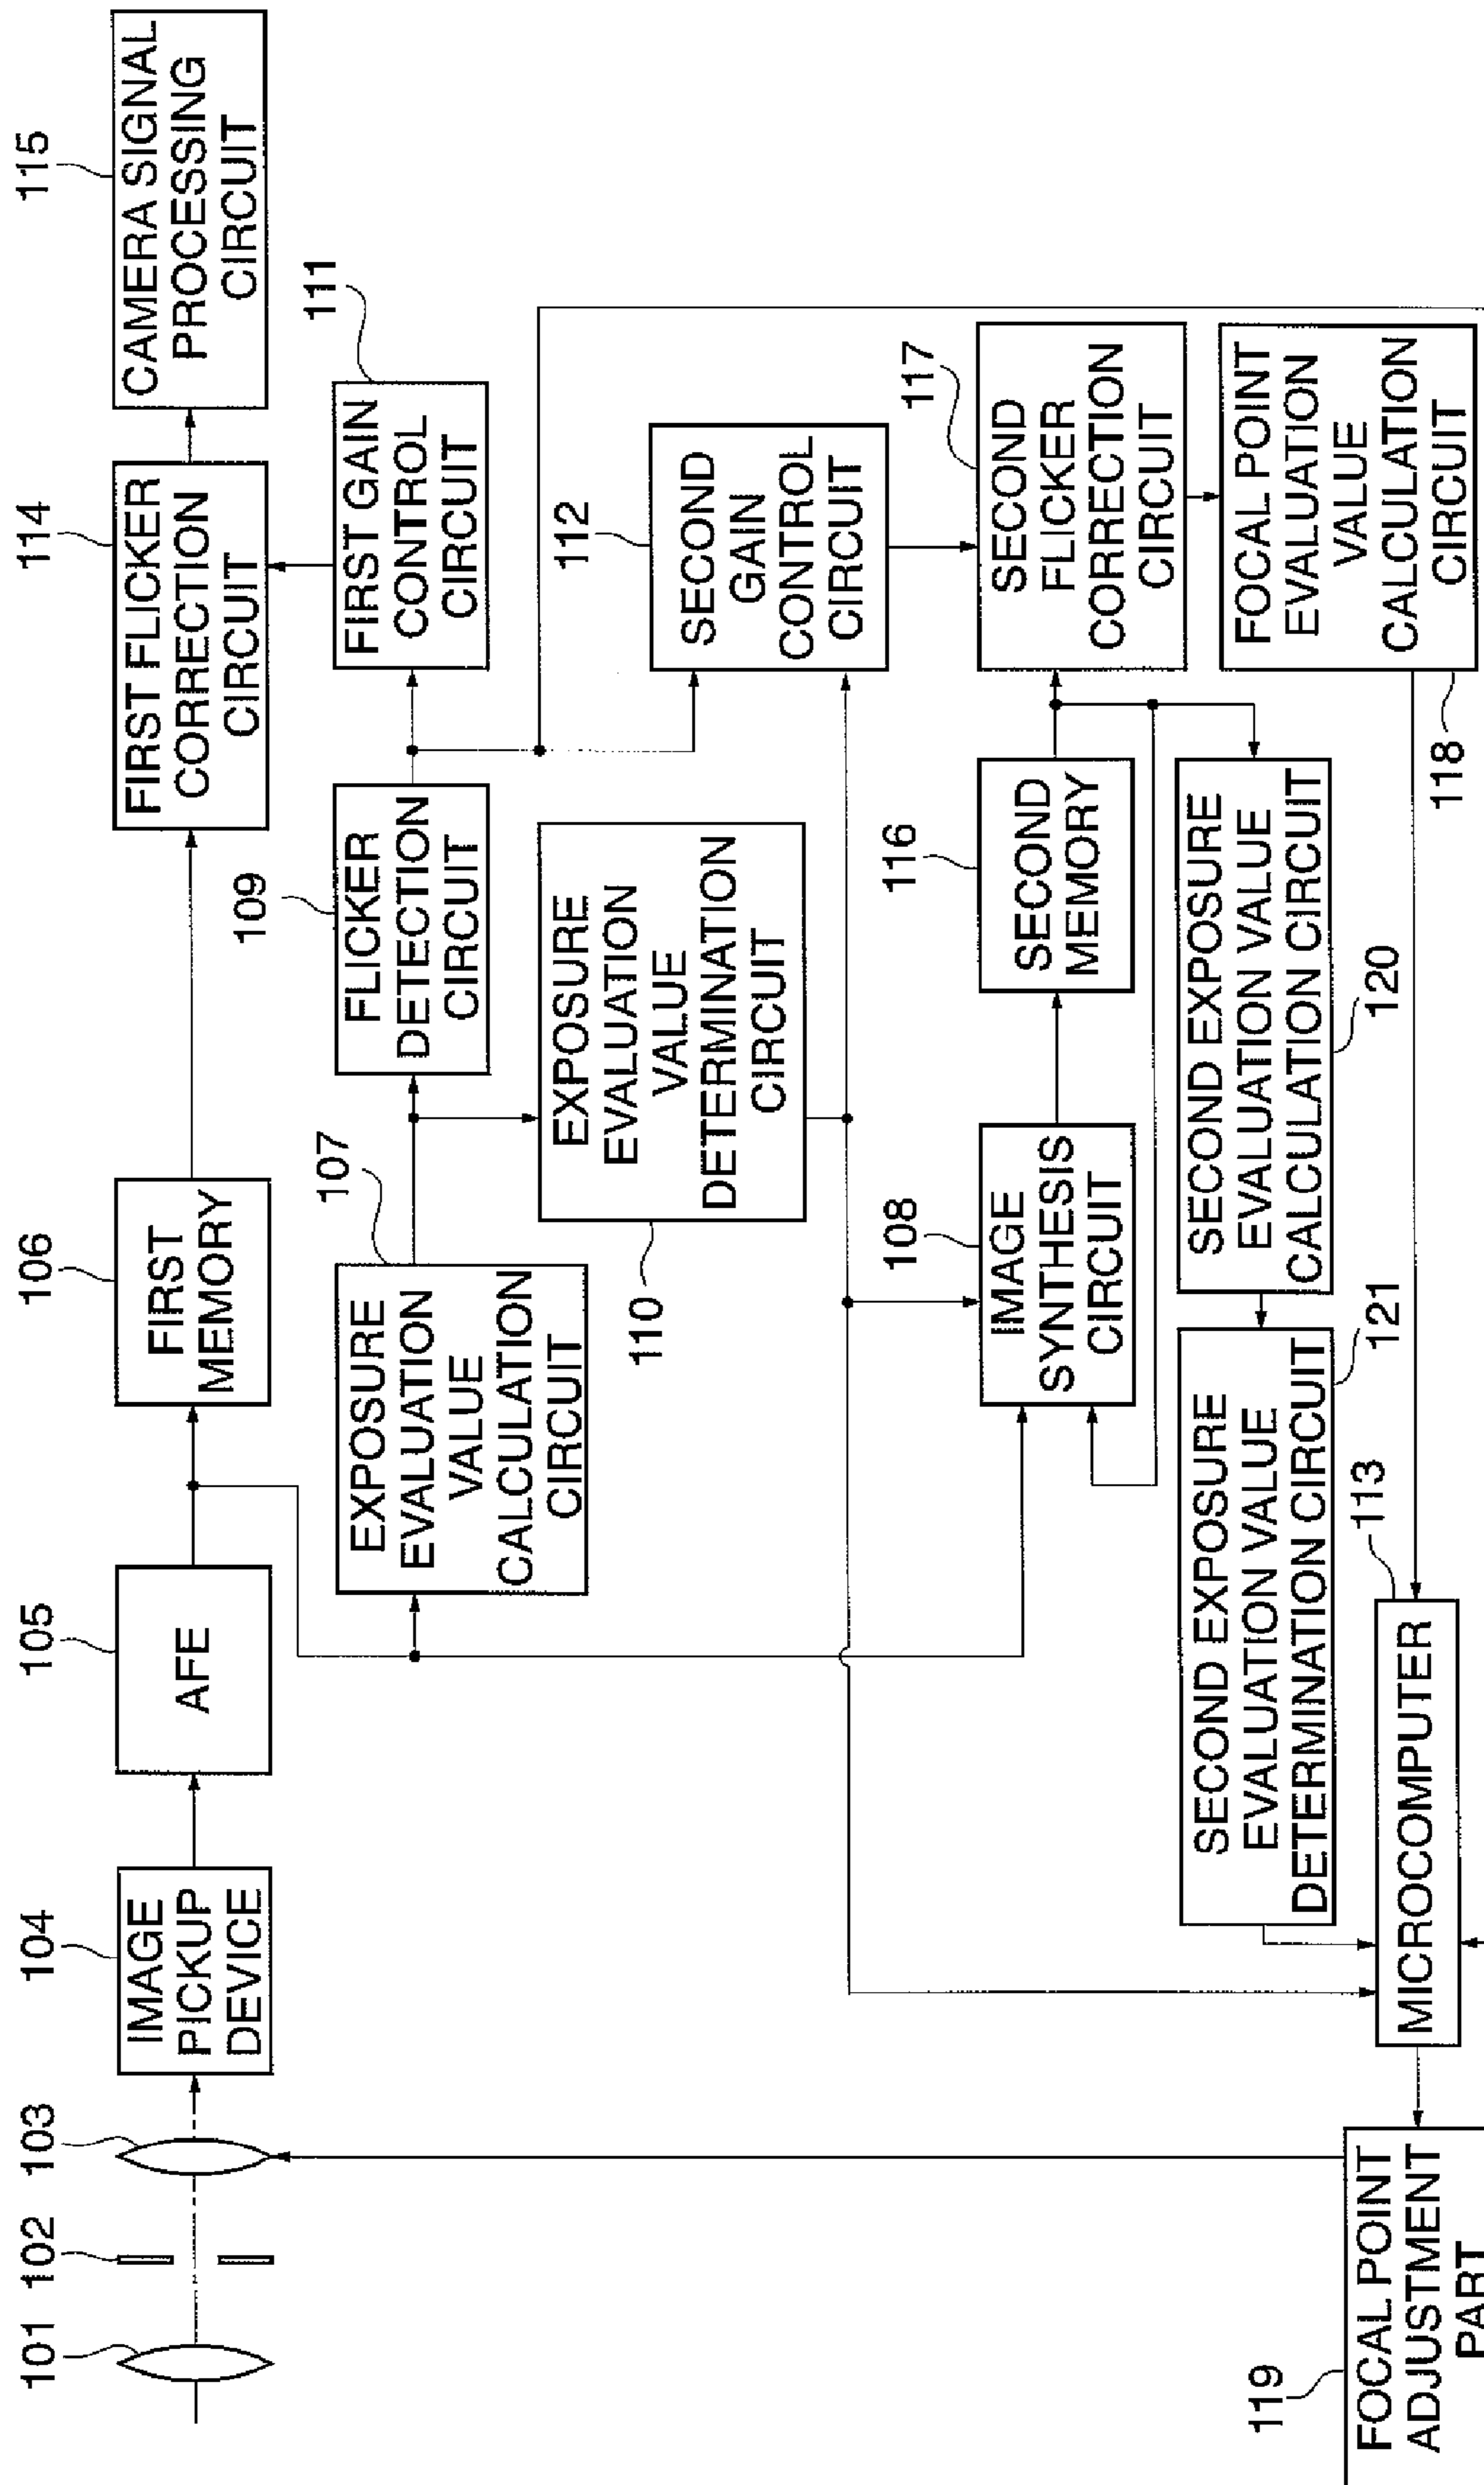 101
102
103
104
IMAGE
PICKUP
DEVICE
105
AFE
106
FIRST
MEMORY
114
FIRST FLICKER
CORRECTION
CIRCUIT
115
CAMERA SIGNAL
PROCESSING
CIRCUIT
107
EXPOSURE
EVALUATION
VALUE
CALCULATION
CIRCUIT
109
FLICKER
DETECTION
CIRCUIT
111
FIRST GAIN
CONTROL
CIRCUIT
110
EXPOSURE
EVALUATION
VALUE
DETERMINATION
CIRCUIT
112
SECOND
GAIN
CONTROL
CIRCUIT
108
IMAGE
SYNTHESIS
CIRCUIT
116
SECOND
MEMORY
117
SECOND
FLICKER
CORRECTION
CIRCUIT
121
SECOND EXPOSURE
EVALUATION VALUE
DETERMINATION CIRCUIT
120
SECOND EXPOSURE
EVALUATION VALUE
CALCULATION CIRCUIT
118
FOCAL POINT
EVALUATION
VALUE
CALCULATION
CIRCUIT
119
FOCAL POINT
ADJUSTMENT
PART
113
MICROCOMPUTER